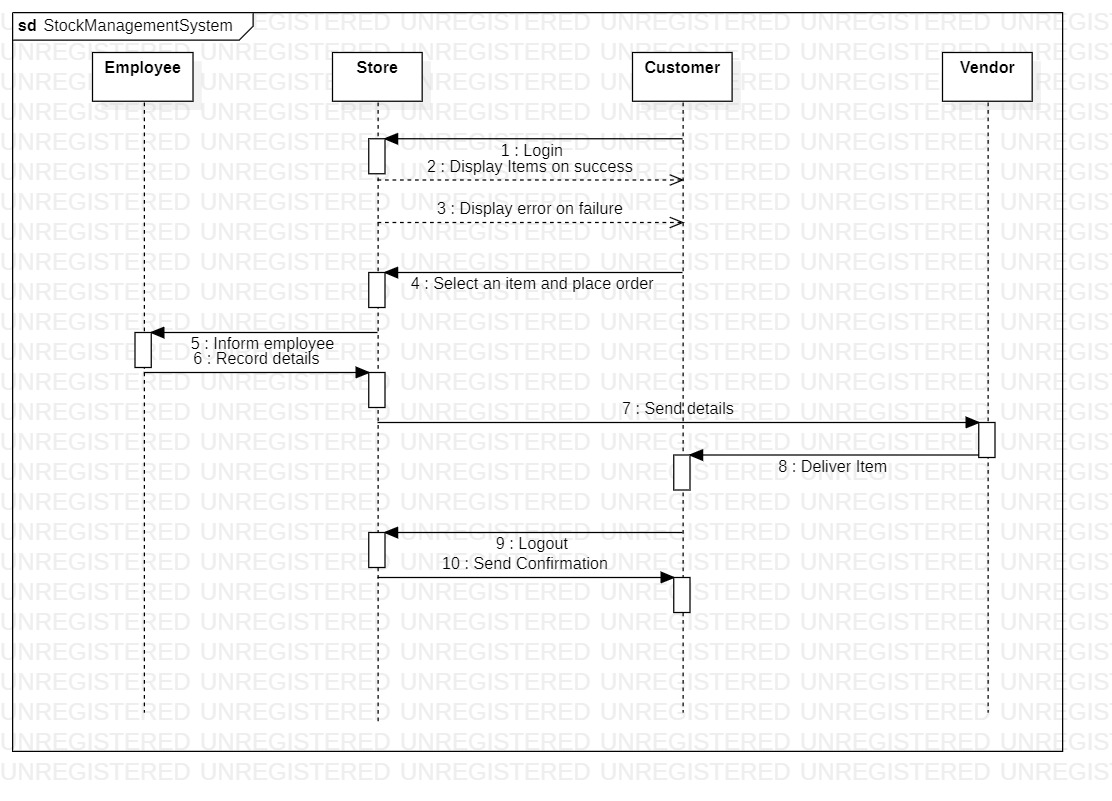 sd StockManagementSystem
Employee
Store
Customer
Vendor
1 : Login
2 : Display Items on success
3 : Display error on failure
4 : Select an item and place order
5 : Inform employee
6 : Record details
7 : Send details
8 : Deliver Item
9 : Logout
10 : Send Confirmation
UNREGISTERED